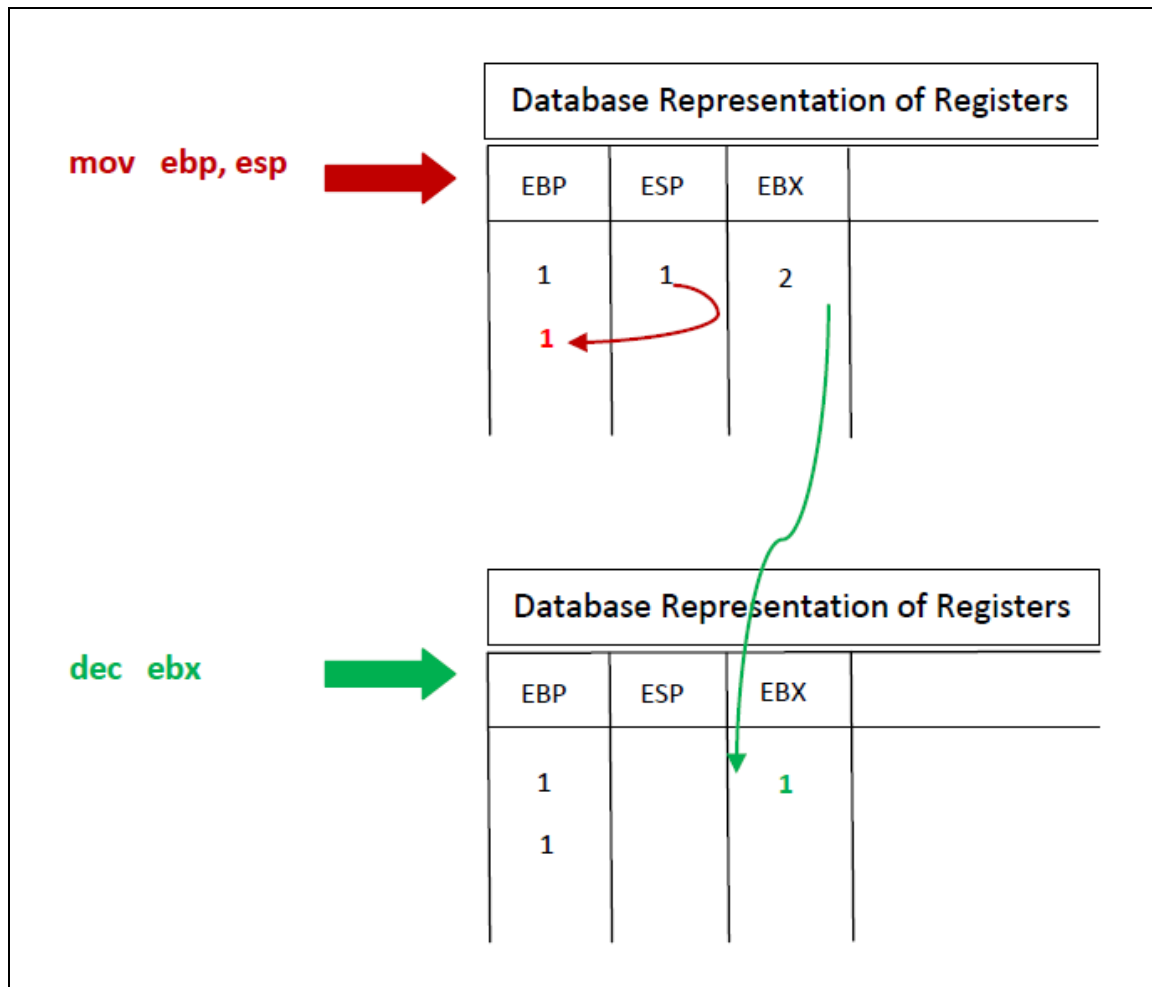 Database Representation of Registers
mov ebp, esp
EBP ESP EBX
1 1 2
1
Database Representation of Registers
dec ebx
EBP ESP EBX
1 1
1